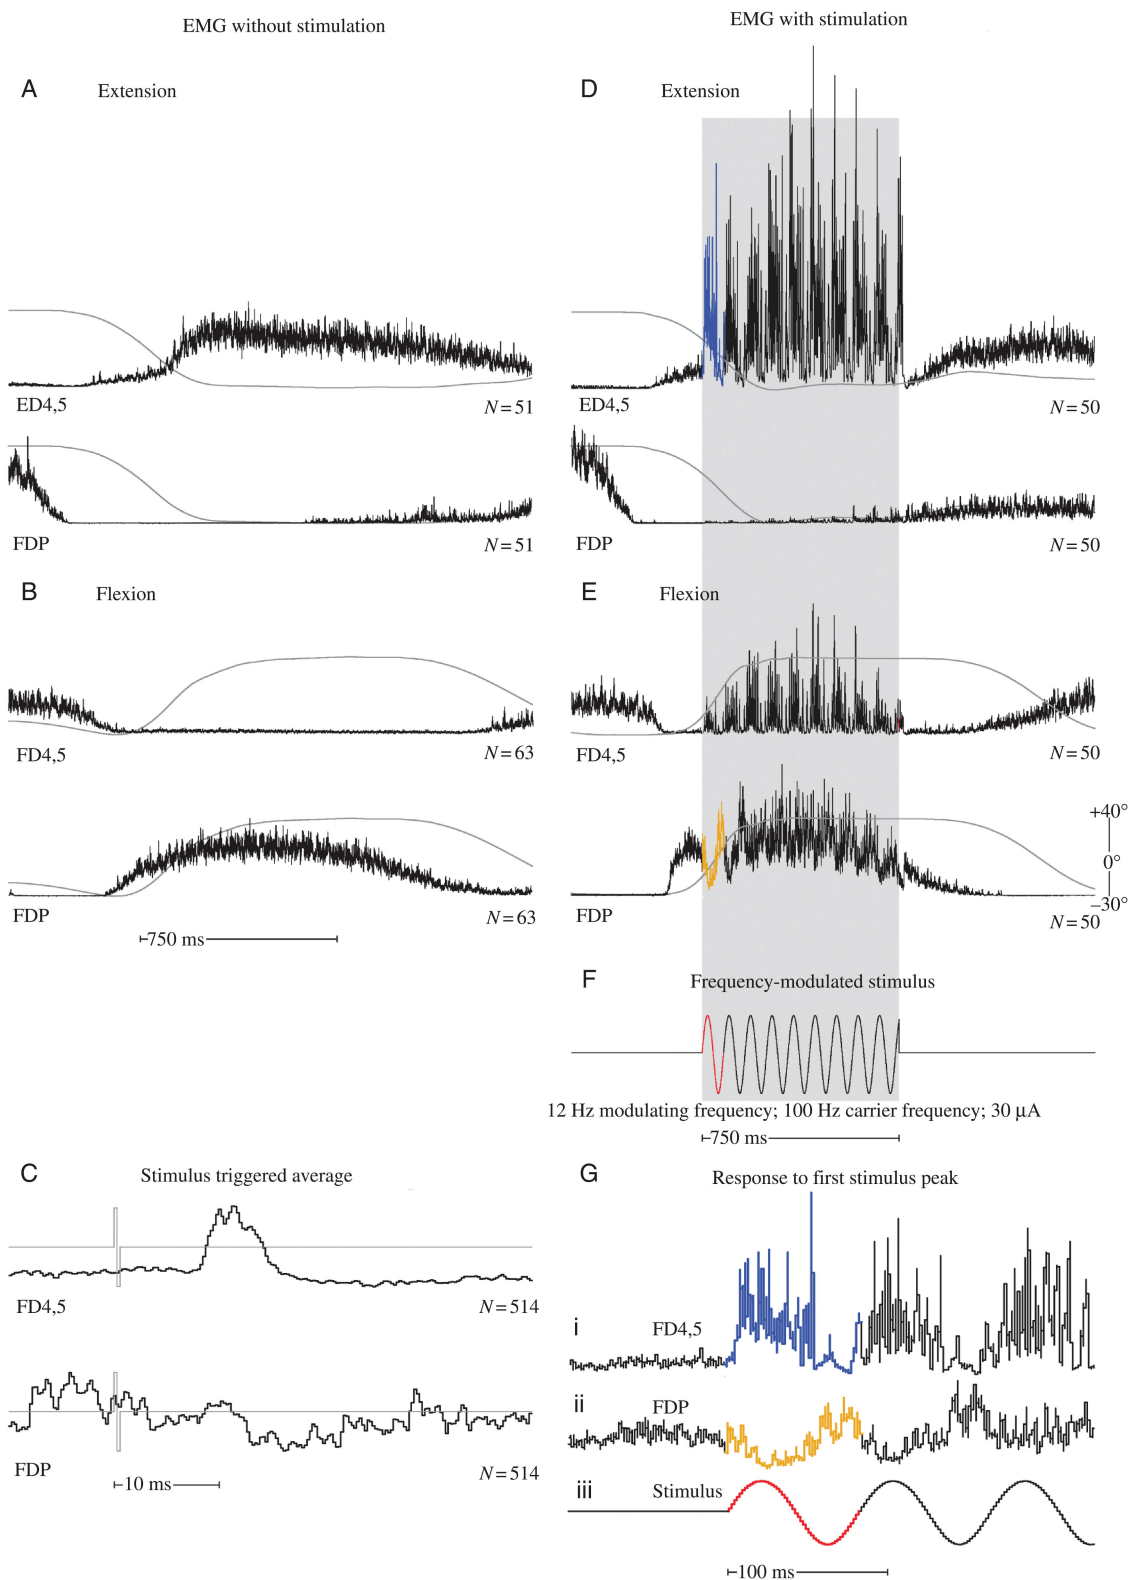 EMG without stimulation
A Extension
ED4,5
N=51
FDP
N=51
B Flexion
FD4,5
N=63
FDP
N=63
750 ms
C Stimulus triggered average
FD4,5
N=514
FDP
N=514
10 ms
EMG with stimulation
D Extension
ED4,5
N=50
FDP
N=50
E Flexion
FD4,5
N=50
+40°
0°
–30°
FDP
N=50
F Frequency-modulated stimulus
12 Hz modulating frequency; 100 Hz carrier frequency; 30 μA
750 ms
G Response to first stimulus peak
i FD4,5
ii FDP
iii Stimulus
100 ms